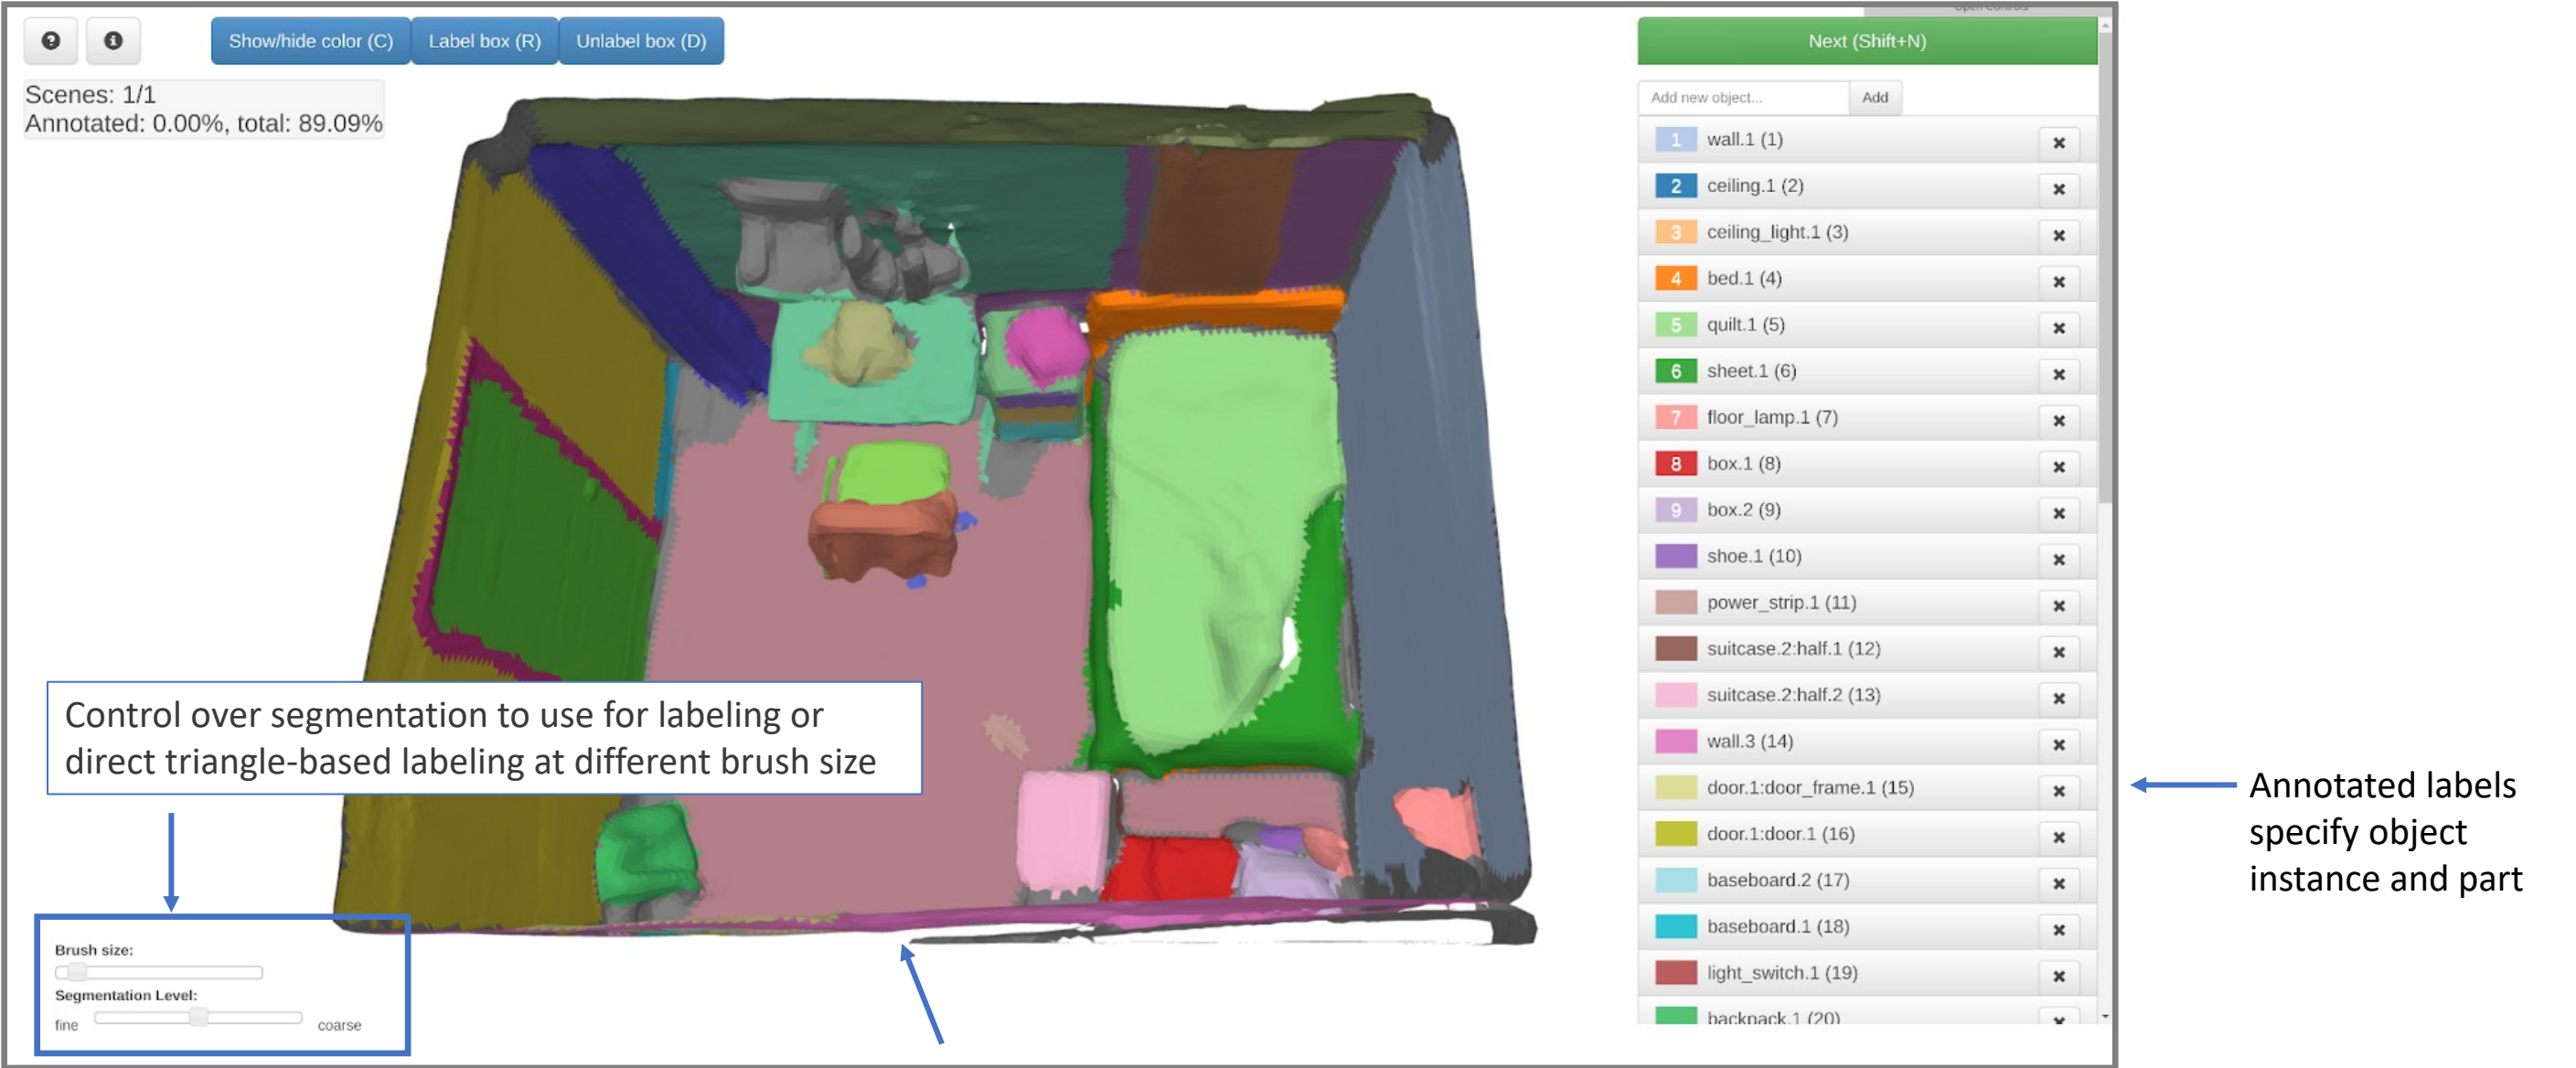 Open Controls
Show/hide color (C)
Label box (R)
Unlabel box (D)
Next (Shift+N)
Scenes: 1/1
Annotated: 0.00%, total: 89.09%
Add new object...
Add
1 wall.1 (1)
2 ceiling.1 (2)
3 ceiling_light.1 (3)
4 bed.1 (4)
5 quilt.1 (5)
6 sheet.1 (6)
7 floor_lamp.1 (7)
8 box.1 (8)
9 box.2 (9)
shoe.1 (10)
power_strip.1 (11)
suitcase.2:half.1 (12)
suitcase.2:half.2 (13)
wall.3 (14)
door.1:door_frame.1 (15)
door.1:door.1 (16)
baseboard.2 (17)
baseboard.1 (18)
light_switch.1 (19)
backpack.1 (20)
Control over segmentation to use for labeling or
direct triangle-based labeling at different brush size
Annotated labels
specify object
instance and part
Brush size:
Segmentation Level:
fine
coarse